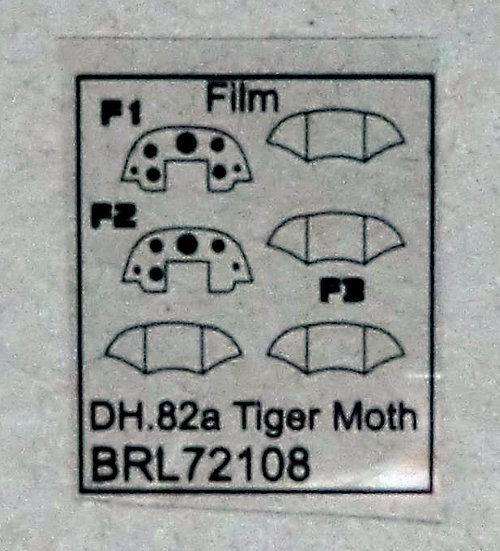 Film
F1
F2
F3
DH.82a Tiger Moth
BRL72108